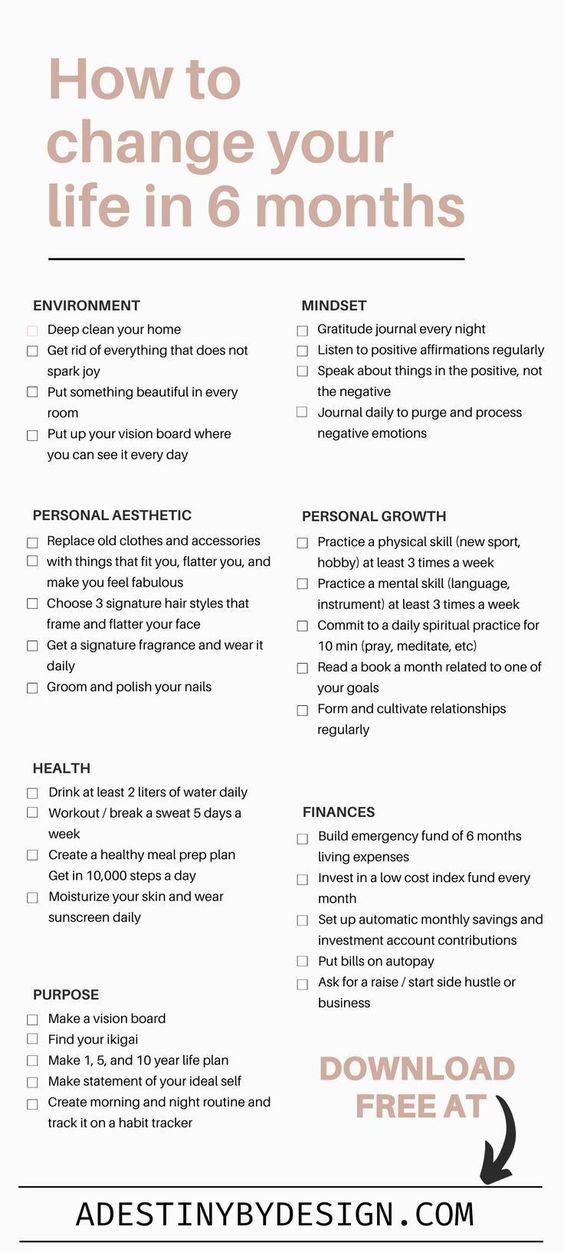 How to
change your
life in 6 months
ENVIRONMENT
Deep clean your home
Get rid of everything that does not
spark joy
Put something beautiful in every
room
Put up your vision board where
you can see it every day
MINDSET
Gratitude journal every night
Listen to positive affirmations regularly
Speak about things in the positive, not
the negative
Journal daily to purge and process
negative emotions
PERSONAL AESTHETIC
Replace old clothes and accessories
with things that fit you, flatter you, and
make you feel fabulous
Choose 3 signature hair styles that
frame and flatter your face
Get a signature fragrance and wear it
daily
Groom and polish your nails
PERSONAL GROWTH
Practice a physical skill (new sport,
hobby) at least 3 times a week
Practice a mental skill (language,
instrument) at least 3 times a week
Commit to a daily spiritual practice for
10 min (pray, meditate, etc)
Read a book a month related to one of
your goals
Form and cultivate relationships
regularly
HEALTH
Drink at least 2 liters of water daily
Workout / break a sweat 5 days a
week
Create a healthy meal prep plan
Get in 10,000 steps a day
Moisturize your skin and wear
sunscreen daily
FINANCES
Build emergency fund of 6 months
living expenses
Invest in a low cost index fund every
month
Set up automatic monthly savings and
investment account contributions
Put bills on autopay
Ask for a raise / start side hustle or
business
PURPOSE
Make a vision board
Find your ikigai
Make 1, 5, and 10 year life plan
Make statement of your ideal self
Create morning and night routine and
track it on a habit tracker
DOWNLOAD
FREE AT
ADESTINYBYDESIGN.COM